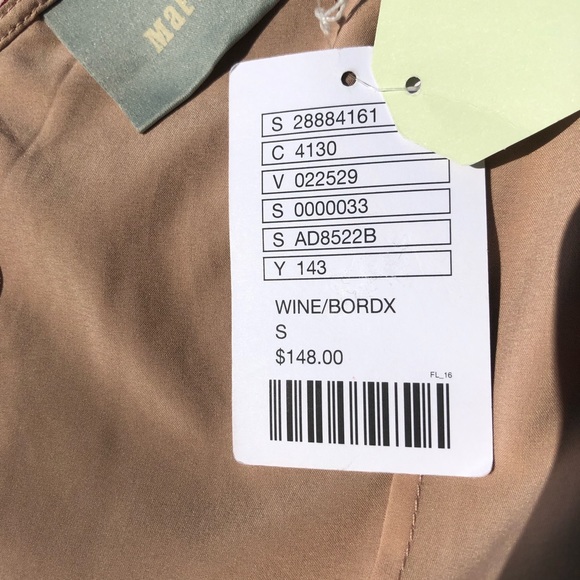 S 28884161
C 4130
V 022529
S 0000033
S AD8522B
Y 143
WINE/BORDX
S
$148.00
FL_16